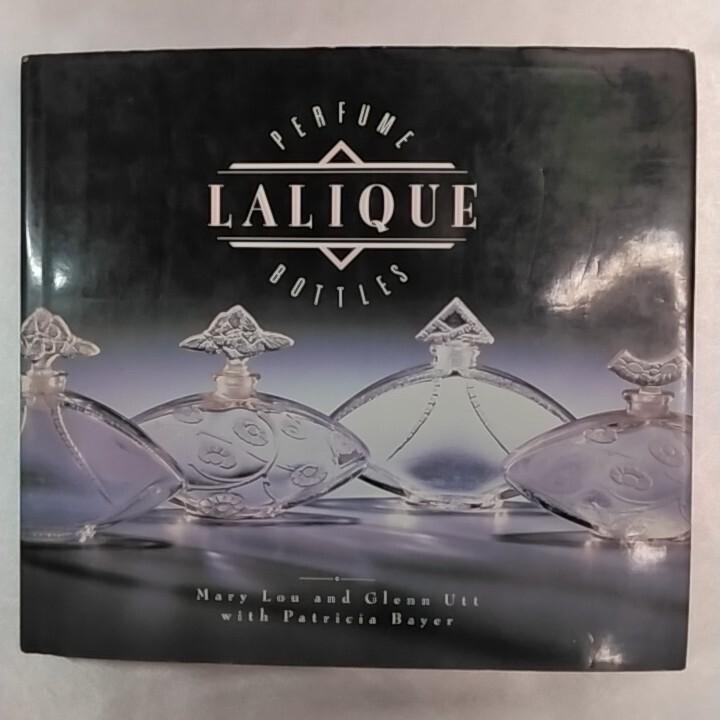 PERFUME
LALIQUE
BOTTLES
Mary Lou and Glenn Utt
with Patricia Bayer